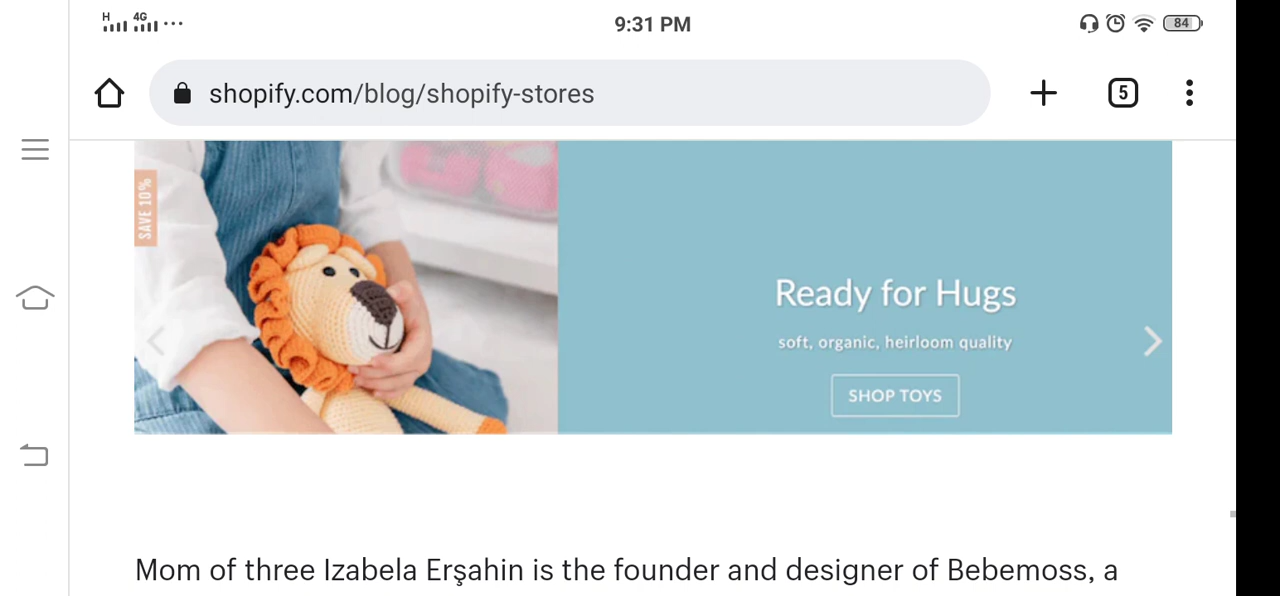 H 4G 9:31 PM 84
shopify.com/blog/shopify-stores 5
SAVE 10%
Ready for Hugs
soft, organic, heirloom quality
SHOP TOYS
Mom of three Izabela Erşahin is the founder and designer of Bebemoss, a